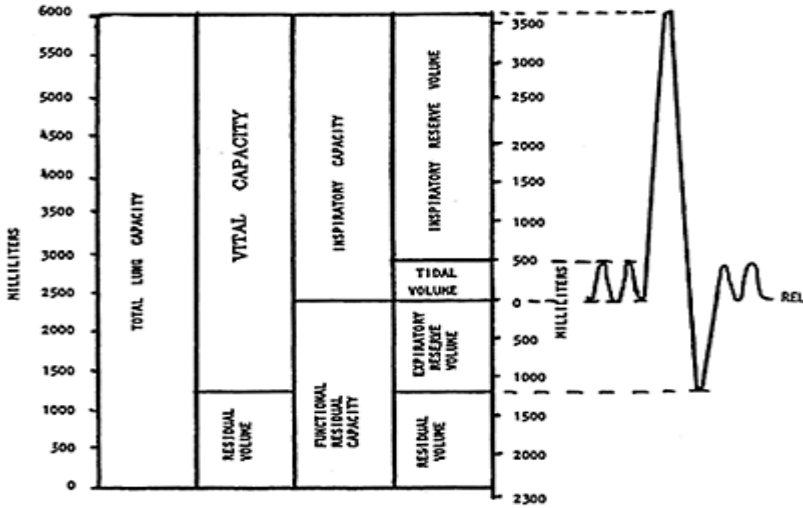 MILLILITERS
6000
5500
5000
4500
4000
3500
3000
2500
2000
1500
1000
500
0
TOTAL LUNG CAPACITY
VITAL CAPACITY
RESIDUAL
VOLUME
INSPIRATORY CAPACITY
FUNCTIONAL
RESIDUAL
CAPACITY
INSPIRATORY RESERVE VOLUME
TIDAL
VOLUME
EXPIRATORY
RESERVE
VOLUME
RESIDUAL
VOLUME
3500
3000
2500
2000
1500
1000
500
0
500
1100
1500
2000
2300
MILLICITERS
REL